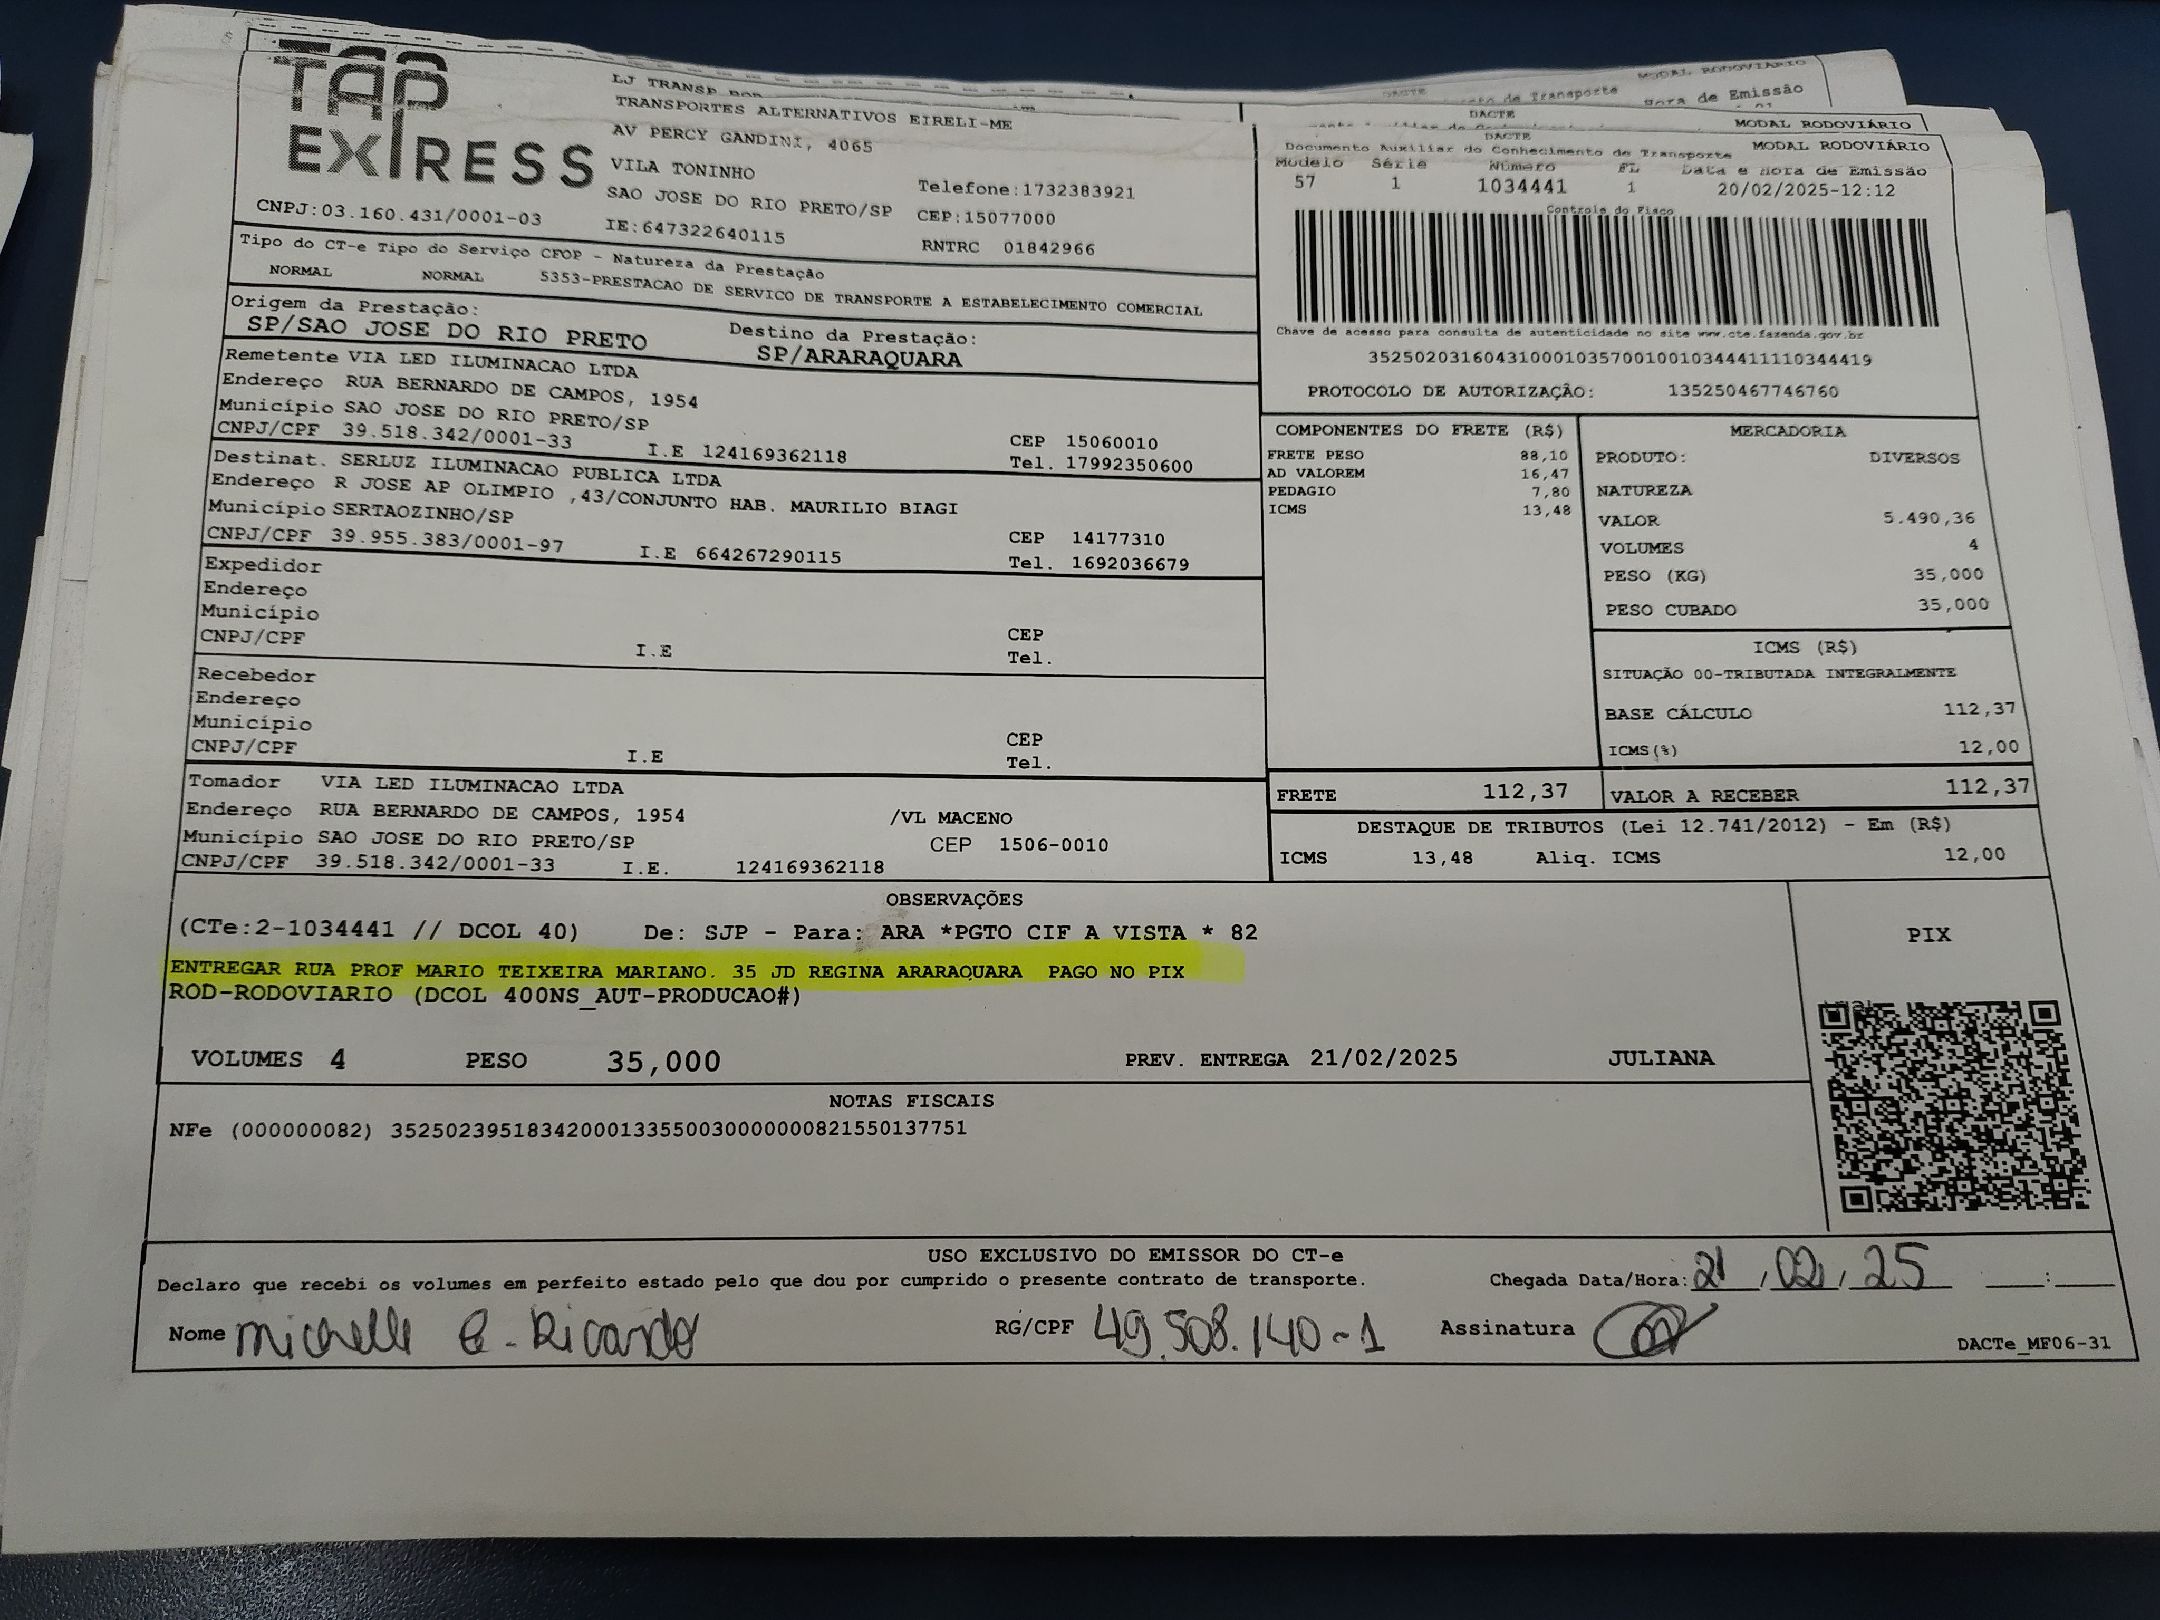 TAP
EXPRESS
CNPJ:03.160.431/0001-03
LJ TRANSP
TRANSPORTES ALTERNATIVOS EIRELI-ME
AV PERCY GANDINI, 4065
VILA TONINHO
SAO JOSE DO RIO PRETO/SP
IE:647322640115
Telefone:1732383921
CEP:15077000
RNTRC 01842966
MODAL RODOVIÁRIO
de Transporte
Hora de Emissão
DACTE
MODAL RODOVIÁRIO
DACTE
MODAL RODOVIÁRIO
Documento Auxiliar do Conhecimento de Transporte
Modelo Série Número FL Data e Hora de Emissão
57 1 1034441 1 20/02/2025-12:12
Controle do Fisco
Chave de acesso para consulta de autenticidade no site www.cte.fazenda.gov.br
35250203160431000103570010010344411110344419
PROTOCOLO DE AUTORIZAÇÃO: 135250467746760
Tipo do CT-e Tipo do Serviço CFOP - Natureza da Prestação
NORMAL NORMAL 5353-PRESTACAO DE SERVICO DE TRANSPORTE A ESTABELECIMENTO COMERCIAL
Origem da Prestação:
SP/SAO JOSE DO RIO PRETO
Destino da Prestação:
SP/ARARAQUARA
Remetente VIA LED ILUMINACAO LTDA
Endereço RUA BERNARDO DE CAMPOS, 1954
Município SAO JOSE DO RIO PRETO/SP
CEP 15060010
CNPJ/CPF 39.518.342/0001-33 I.E 124169362118 Tel. 17992350600
Destinat. SERLUZ ILUMINACAO PUBLICA LTDA
Endereço R JOSE AP OLIMPIO ,43/CONJUNTO HAB. MAURILIO BIAGI
Município SERTAOZINHO/SP CEP 14177310
CNPJ/CPF 39.955.383/0001-97 I.E 664267290115 Tel. 1692036679
Expedidor
Endereço
Município CEP
CNPJ/CPF I.E Tel.
Recebedor
Endereço
Município CEP
CNPJ/CPF I.E Tel.
Tomador VIA LED ILUMINACAO LTDA
Endereço RUA BERNARDO DE CAMPOS, 1954 /VL MACENO
Município SAO JOSE DO RIO PRETO/SP CEP 1506-0010
CNPJ/CPF 39.518.342/0001-33 I.E. 124169362118
COMPONENTES DO FRETE (R$)
FRETE PESO 88,10
AD VALOREM 16,47
PEDAGIO 7,80
ICMS 13,48
MERCADORIA
PRODUTO: DIVERSOS
NATUREZA
VALOR 5.490,36
VOLUMES 4
PESO (KG) 35,000
PESO CUBADO 35,000
ICMS (R$)
SITUAÇÃO 00-TRIBUTADA INTEGRALMENTE
BASE CÁLCULO 112,37
ICMS(%) 12,00
FRETE 112,37 VALOR A RECEBER 112,37
DESTAQUE DE TRIBUTOS (Lei 12.741/2012) - Em (R$)
ICMS 13,48 Aliq. ICMS 12,00
OBSERVAÇÕES
(CTe:2-1034441 // DCOL 40) De: SJP - Para: ARA *PGTO CIF A VISTA * 82
ENTREGAR RUA PROF MARIO TEIXEIRA MARIANO. 35 JD REGINA ARARAQUARA PAGO NO PIX
ROD-RODOVIARIO (DCOL 400NS_AUT-PRODUCAO#)
VOLUMES 4 PESO 35,000 PREV. ENTREGA 21/02/2025 JULIANA
PIX
NOTAS FISCAIS
NFe (000000082) 35250239518342000133550030000000821550137751
USO EXCLUSIVO DO EMISSOR DO CT-e
Declaro que recebi os volumes em perfeito estado pelo que dou por cumprido o presente contrato de transporte. Chegada Data/Hora: 21/02/25 :
Nome Michelle C. Ricardo RG/CPF 49.508.140-1 Assinatura
DACTe_MF06-31